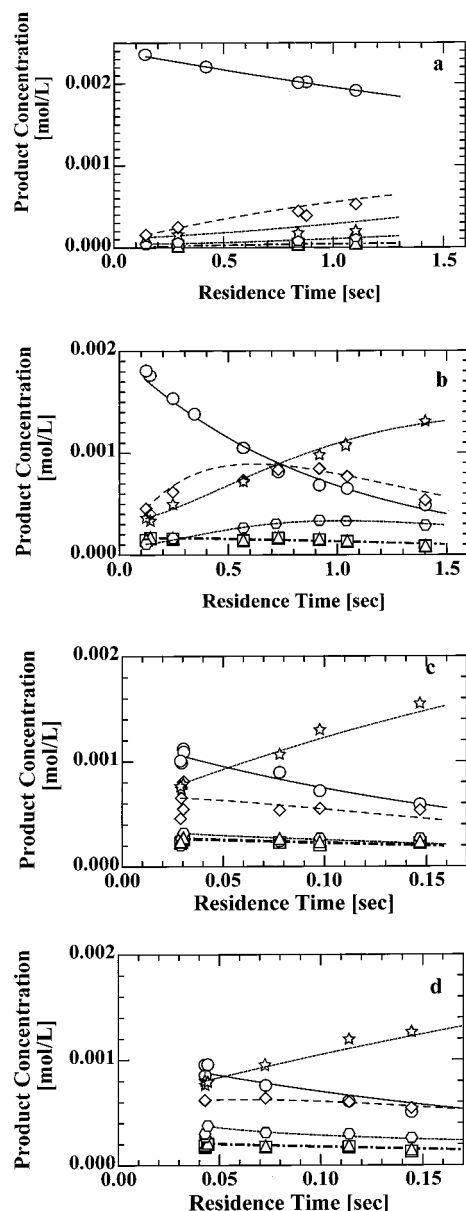 a
Product Concentration
[mol/L]
0.002
0.001
0.000
0.0
0.5
1.0
1.5
Residence Time [sec]
b
Product Concentration
[mol/L]
0.002
0.001
0.000
0.0
0.5
1.0
1.5
Residence Time [sec]
c
Product Concentration
[mol/L]
0.002
0.001
0.000
0.00
0.05
0.10
0.15
Residence Time [sec]
d
Product Concentration
[mol/L]
0.002
0.001
0.000
0.00
0.05
0.10
0.15
Residence Time [sec]